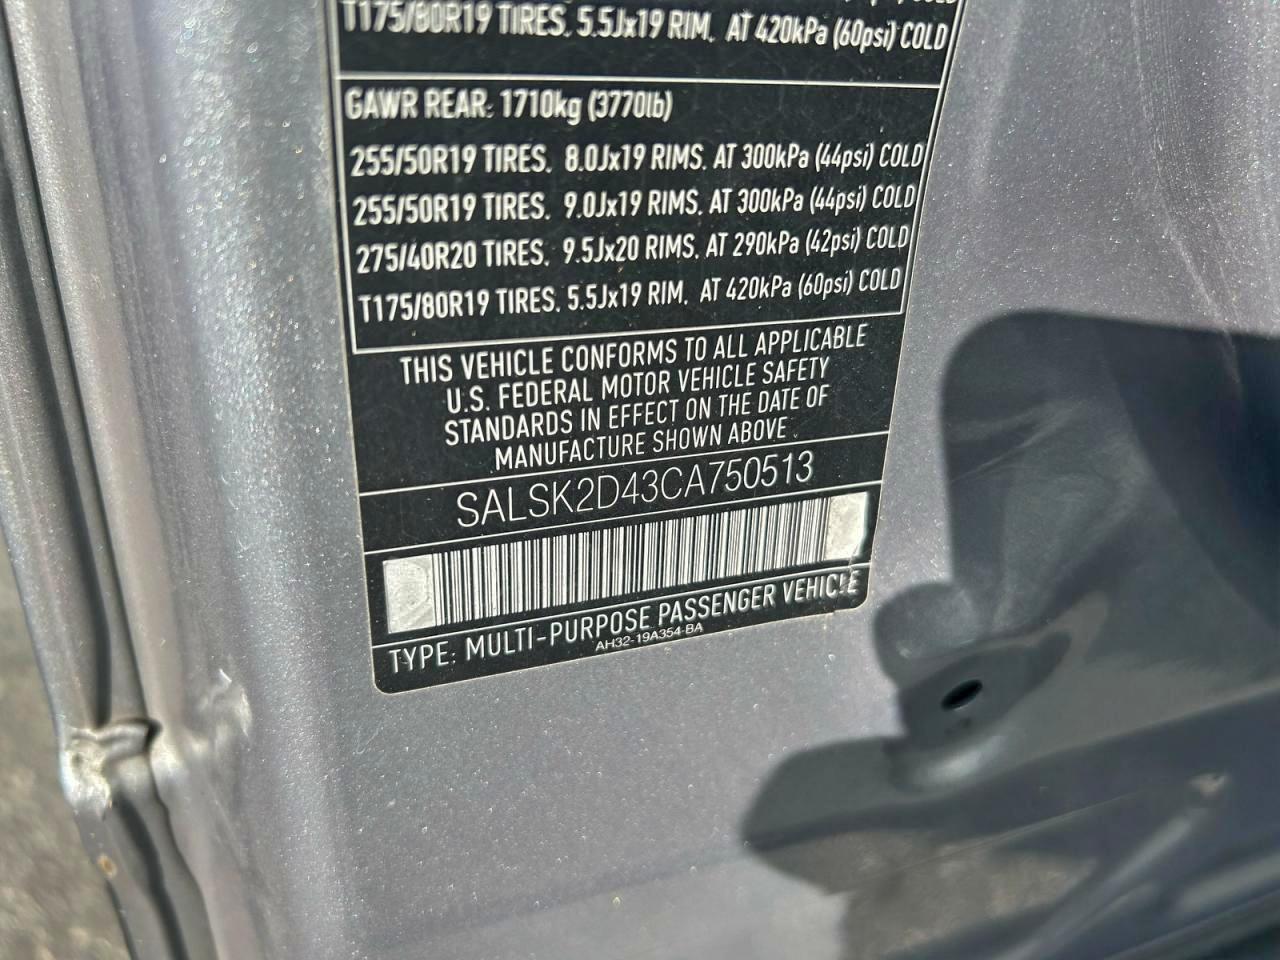 T175/80R19 TIRES. 5.5Jx19 RIM. AT 420kPa (60psi) COLD
GAWR REAR: 1710kg (3770lb)
255/50R19 TIRES. 8.0Jx19 RIMS. AT 300kPa (44psi) COLD
255/50R19 TIRES. 9.0Jx19 RIMS. AT 300kPa (44psi) COLD
275/40R20 TIRES. 9.5Jx20 RIMS. AT 290kPa (42psi) COLD
T175/80R19 TIRES. 5.5Jx19 RIM. AT 420kPa (60psi) COLD
THIS VEHICLE CONFORMS TO ALL APPLICABLE
U.S. FEDERAL MOTOR VEHICLE SAFETY
STANDARDS IN EFFECT ON THE DATE OF
MANUFACTURE SHOWN ABOVE.
SALSK2D43CA750513
TYPE: MULTI-PURPOSE PASSENGER VEHICLE
AH32-19A354-BA